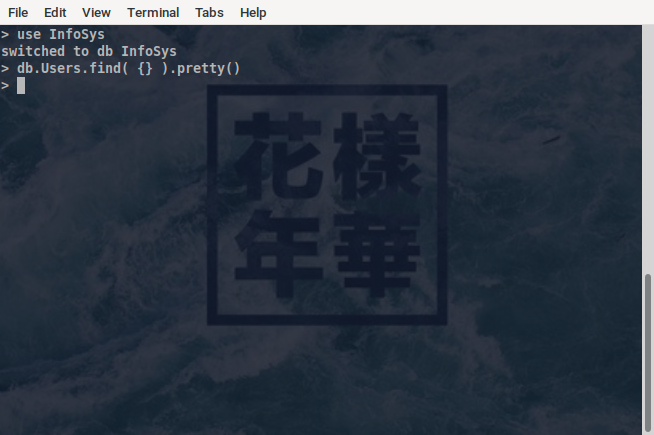 File Edit View Terminal Tabs Help
> use InfoSys
switched to db InfoSys
> db.Users.find( {} ).pretty()
>
花樣
年華